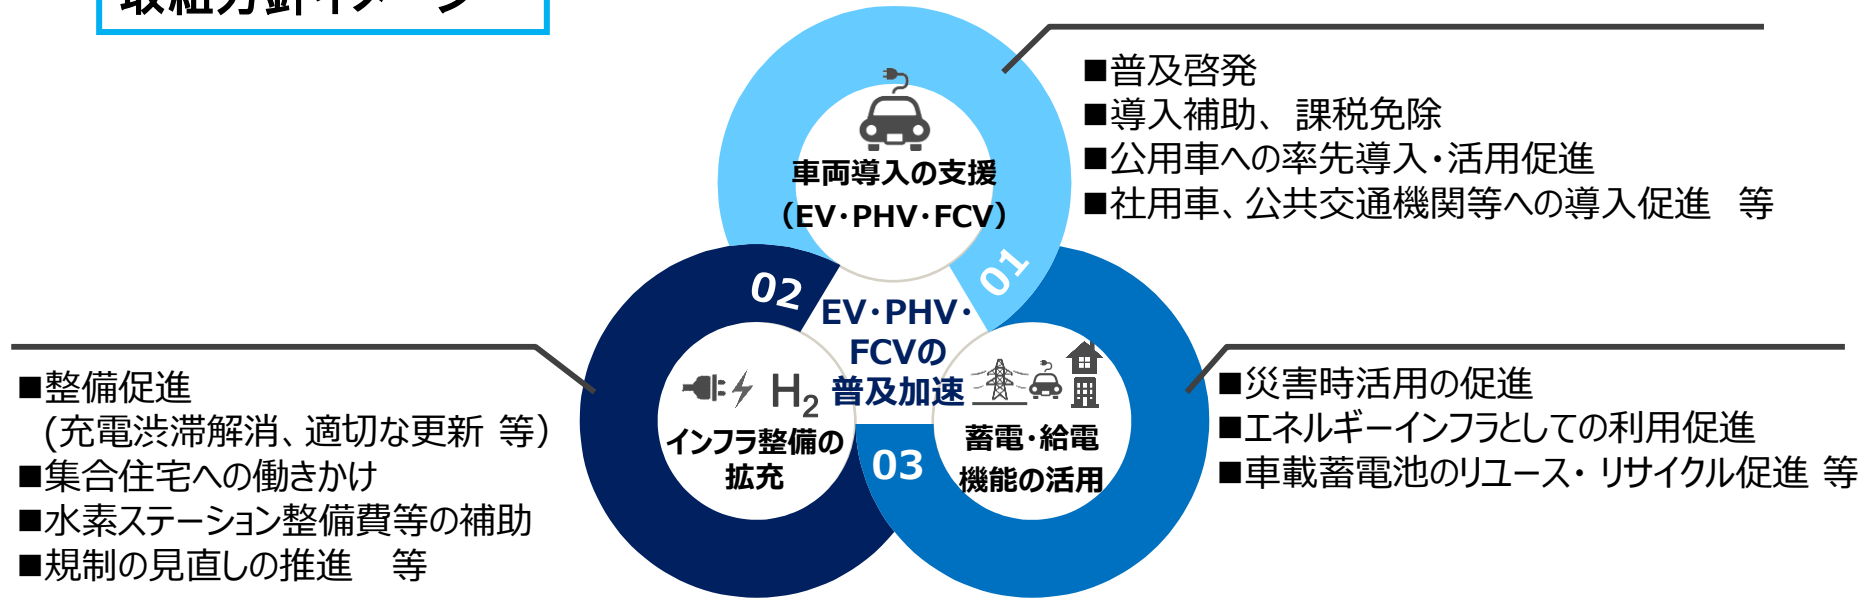 取組方針イメージ
■普及啓発
■導入補助、課税免除
■公用車への率先導入・活用促進
■社用車、公共交通機関等への導入促進 等
車両導入の支援
（EV・PHV・FCV）
01
02
EV・PHV・
FCVの
普及加速
■整備促進
(充電渋滞解消、適切な更新 等）
■集合住宅への働きかけ
■水素ステーション整備費等の補助
■規制の見直しの推進 等
H2
インフラ整備の
拡充
03
蓄電・給電
機能の活用
■災害時活用の促進
■エネルギーインフラとしての利用促進
■車載蓄電池のリユース・リサイクル促進 等